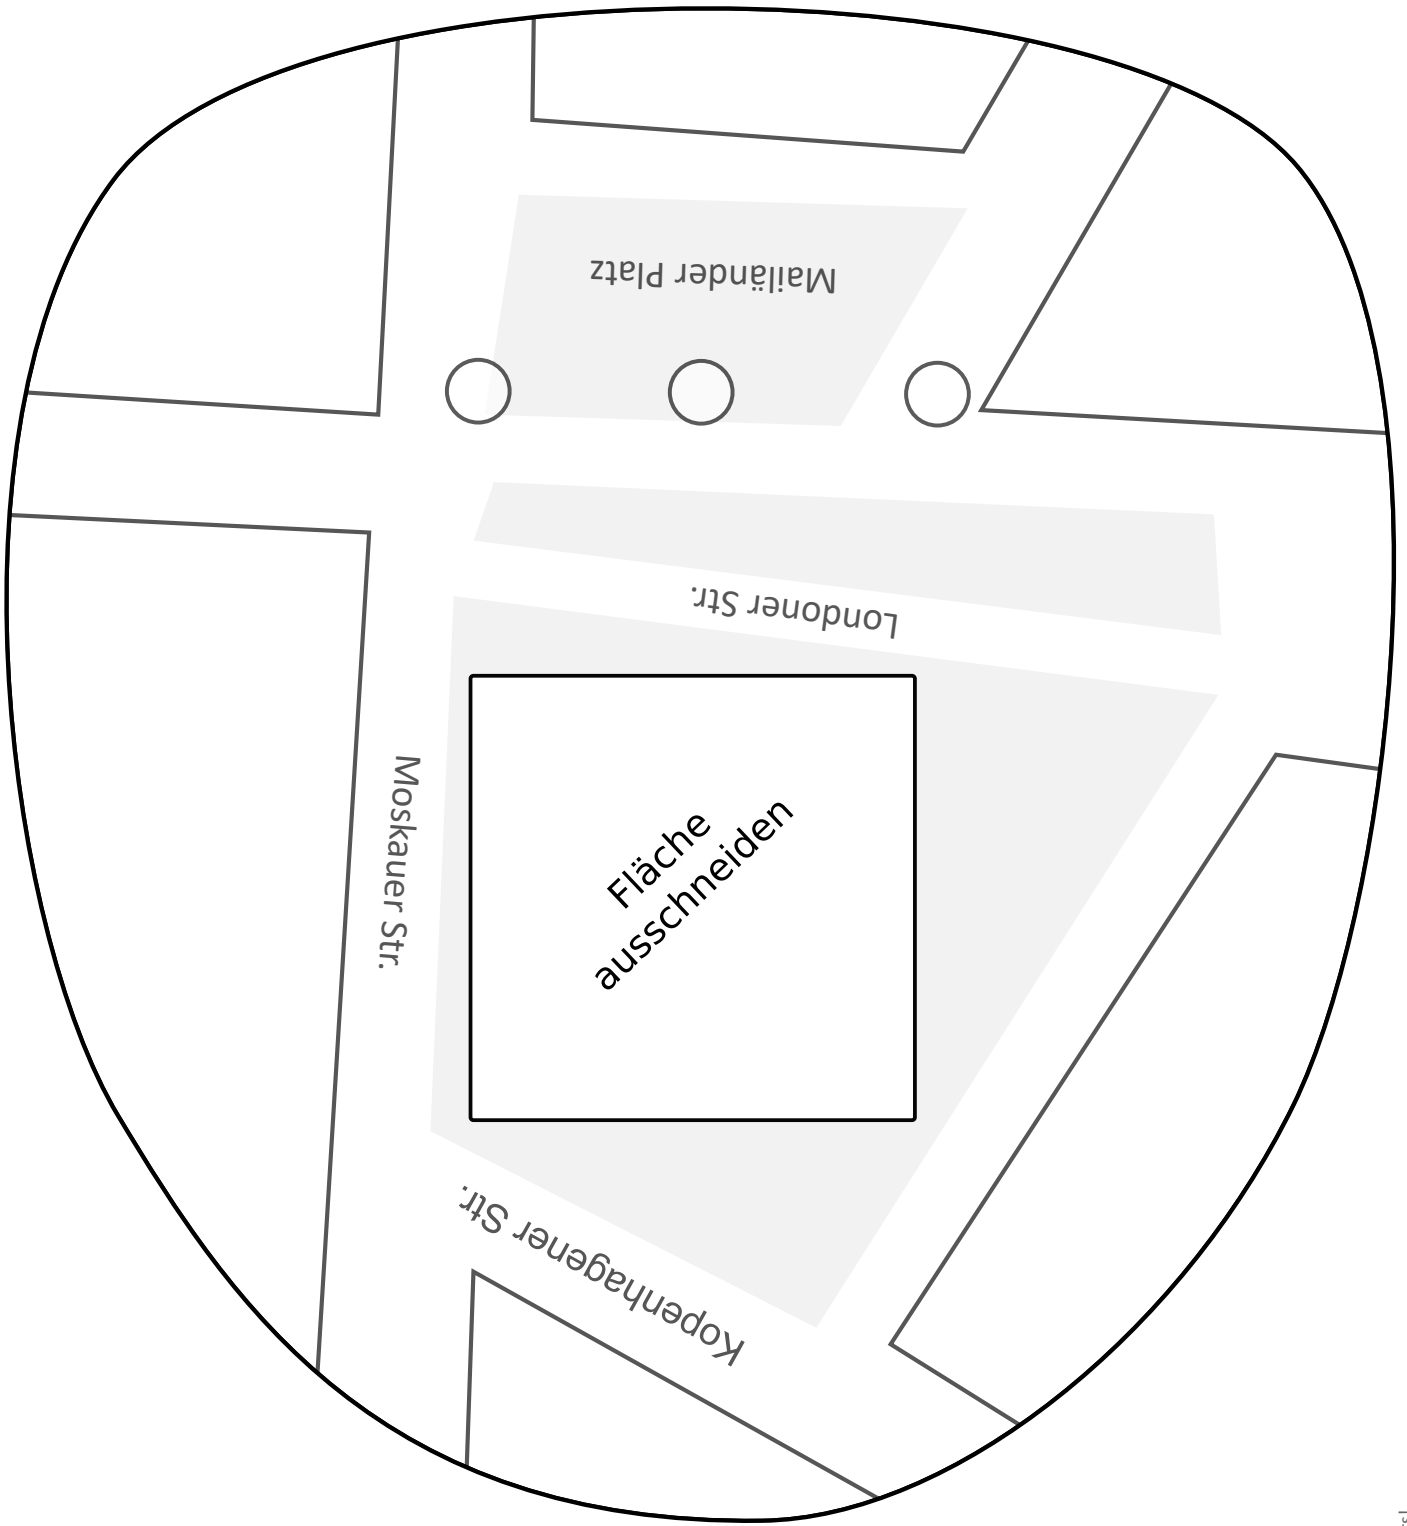 Mailänder Platz
Londoner Str.
Moskauer Str.
Fläche
ausschneiden
Kopenhagener Str.